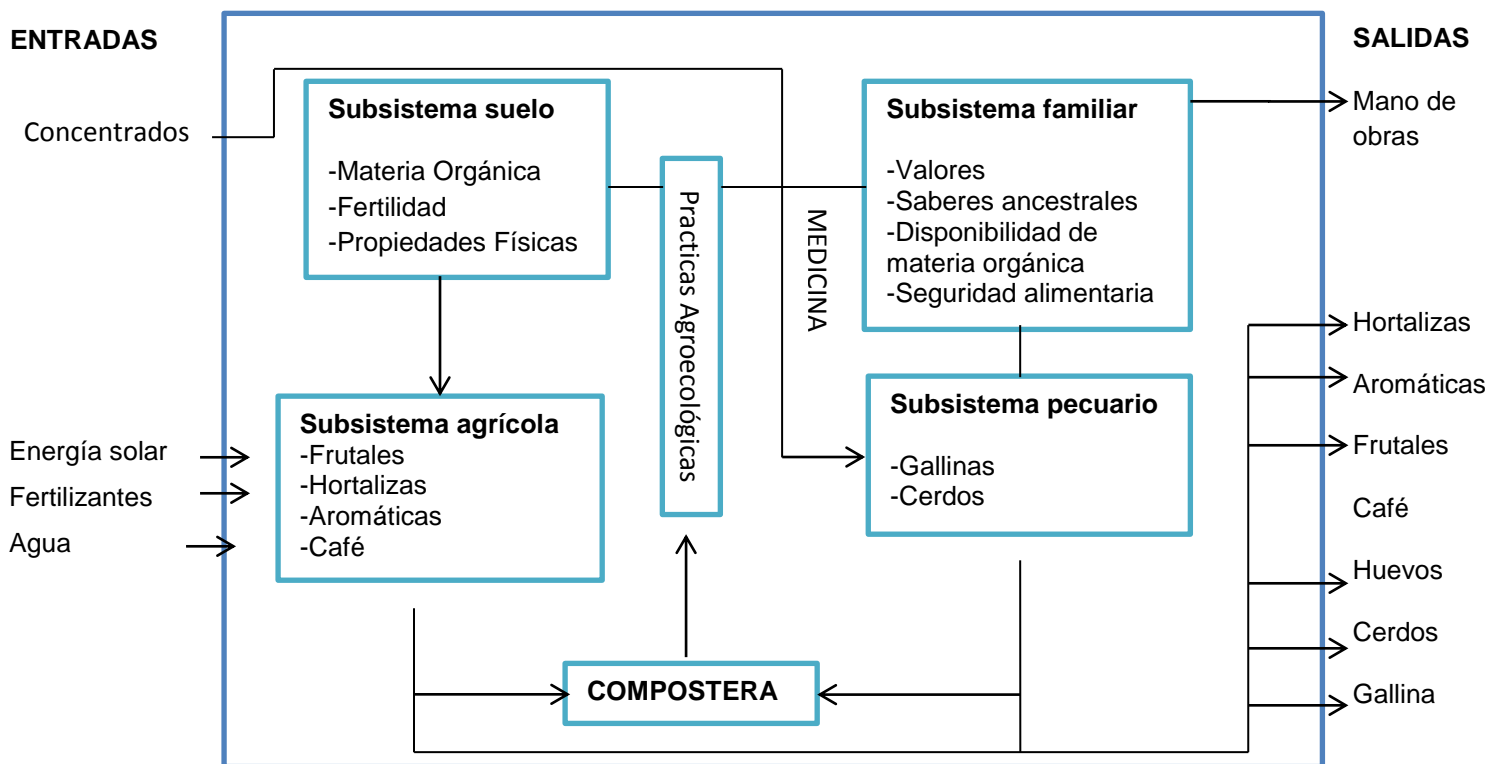 ENTRADAS
Concentrados
Energía solar
Fertilizantes
Agua
Subsistema suelo
-Materia Orgánica
-Fertilidad
-Propiedades Físicas
Subsistema agrícola
-Frutales
-Hortalizas
-Aromáticas
-Café
Practicas Agroecológicas
MEDICINA
COMPOSTERA
Subsistema familiar
-Valores
-Saberes ancestrales
-Disponibilidad de
materia orgánica
-Seguridad alimentaria
Subsistema pecuario
-Gallinas
-Cerdos
SALIDAS
Mano de
obras
Hortalizas
Aromáticas
Frutales
Café
Huevos
Cerdos
Gallina